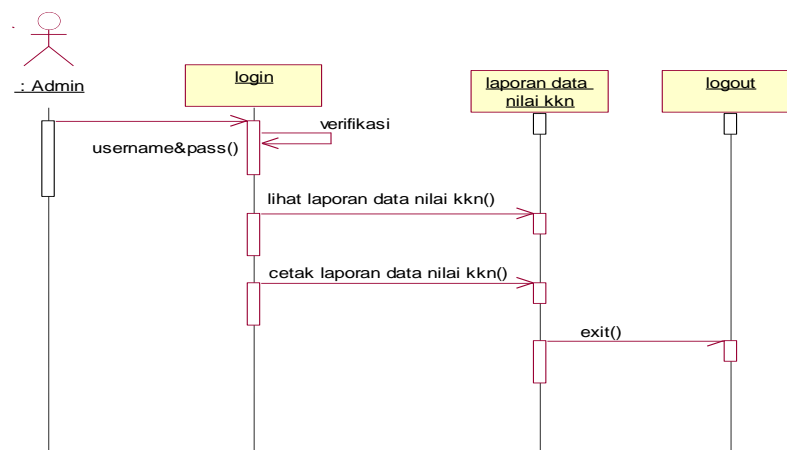 : Admin
login
laporan data
nilai kkn
logout
verifikasi
username&pass()
lihat laporan data nilai kkn()
cetak laporan data nilai kkn()
exit()